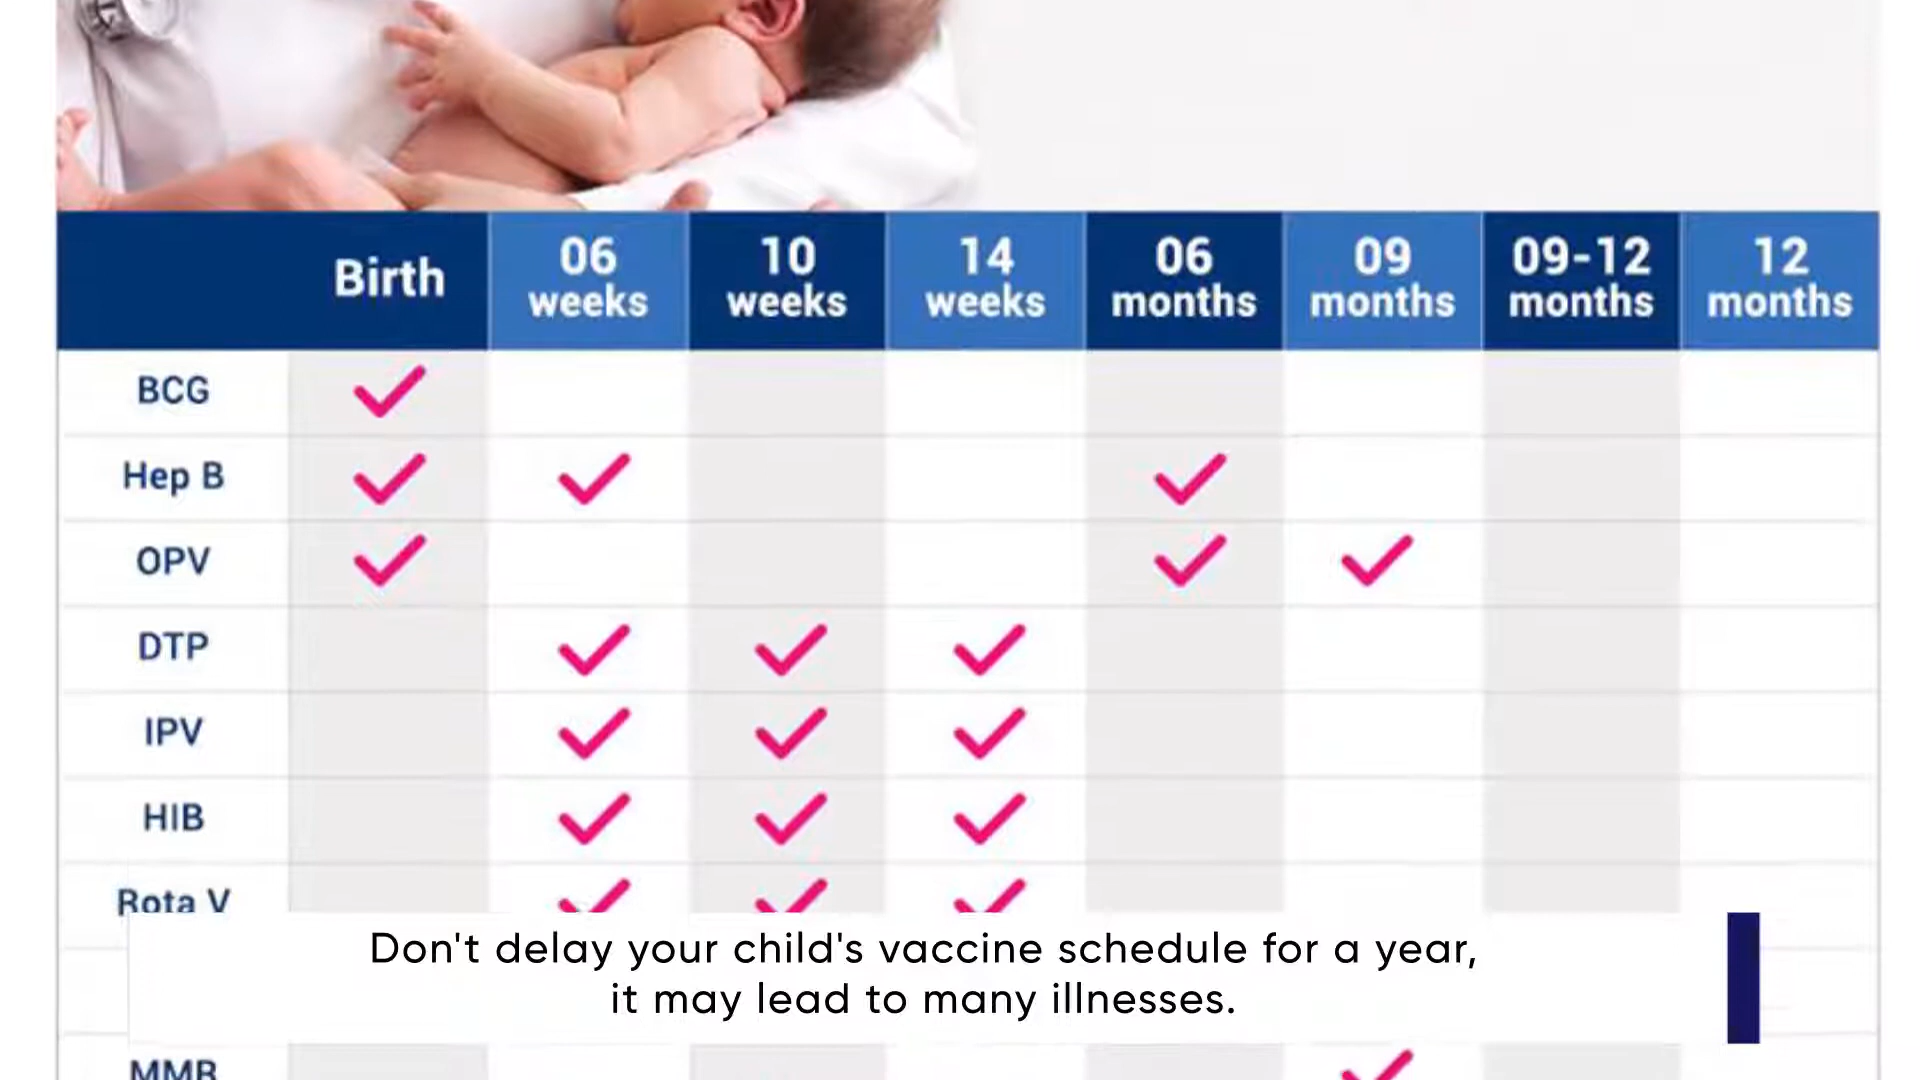 Birth 06 weeks 10 weeks 14 weeks 06 months 09 months 09-12 months 12 months
BCG
Hep B
OPV
DTP
IPV
HIB
Rota V
Don't delay your child's vaccine schedule for a year,
it may lead to many illnesses.
MMR